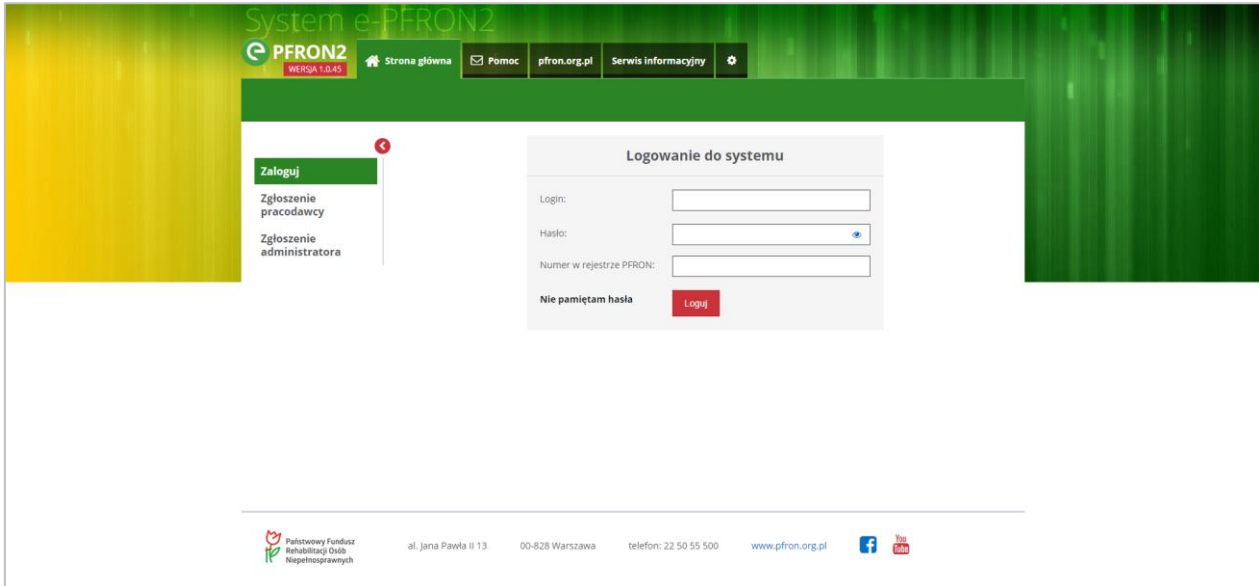 System e-PFRON2
e PFRON2
WERSJA 1.0.45
Strona główna
Pomoc
pfron.org.pl
Serwis informacyjny
Zaloguj
Zgłoszenie
pracodawcy
Zgłoszenie
administratora
Logowanie do systemu
Login:
Hasło:
Numer w rejestrze PFRON:
Nie pamiętam hasła
Loguj
Państwowy Fundusz
Rehabilitacji Osób
Niepełnosprawnych
al. Jana Pawła II 13
00-828 Warszawa
telefon: 22 50 55 500
www.pfron.org.pl
f
You
Tube